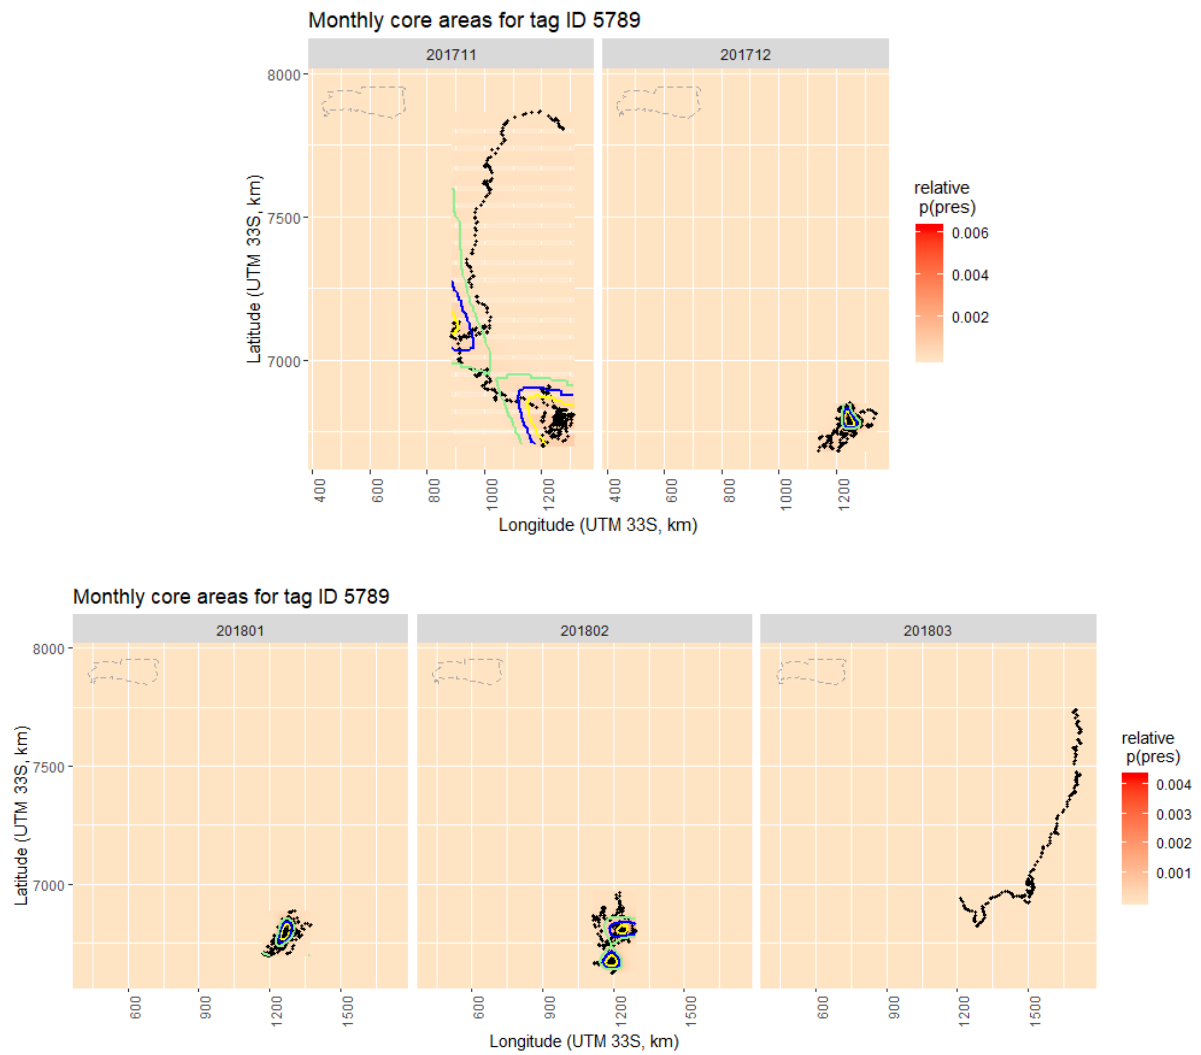 Monthly core areas for tag ID 5789
201711 201712
8000
7500
7000
Latitude (UTM 33S, km)
400 600 800 1000 1200 400 600 800 1000 1200
Longitude (UTM 33S, km)
relative
p(pres)
0.006
0.004
0.002
Monthly core areas for tag ID 5789
201801 201802 201803
8000
7500
7000
Latitude (UTM 33S, km)
600 900 1200 1500 600 900 1200 1500 600 900 1200 1500
Longitude (UTM 33S, km)
relative
p(pres)
0.004
0.003
0.002
0.001